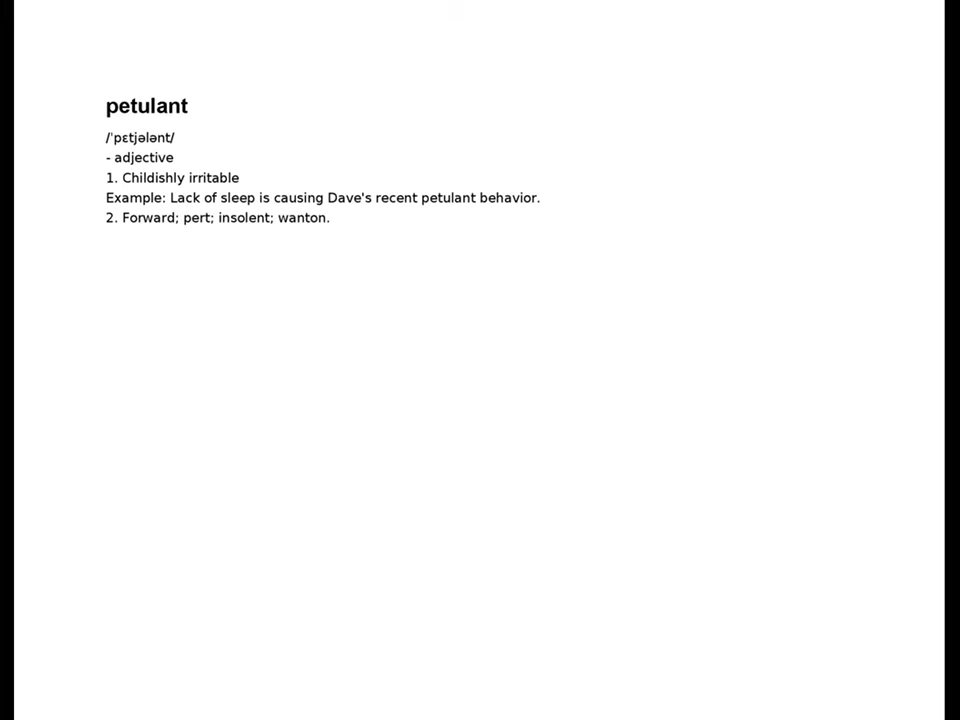 petulant
/ˈpɛtjələnt/
- adjective
1. Childishly irritable
Example: Lack of sleep is causing Dave's recent petulant behavior.
2. Forward; pert; insolent; wanton.